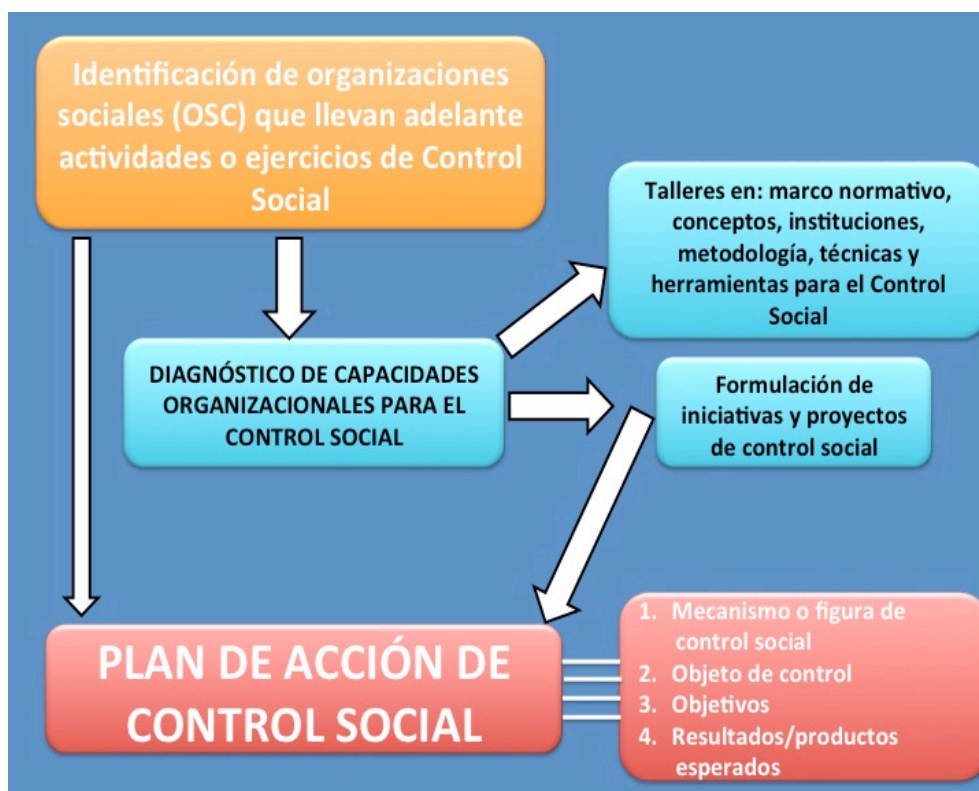 Identificación de organizaciones
sociales (OSC) que llevan adelante
actividades o ejercicios de Control
Social
Talleres en: marco normativo,
conceptos, instituciones,
metodología, técnicas y
herramientas para el Control
Social
DIAGNÓSTICO DE CAPACIDADES
ORGANIZACIONALES PARA EL
CONTROL SOCIAL
Formulación de
iniciativas y proyectos
de control social
PLAN DE ACCIÓN DE
CONTROL SOCIAL
1. Mecanismo o figura de
control social
2. Objeto de control
3. Objetivos
4. Resultados/productos
esperados